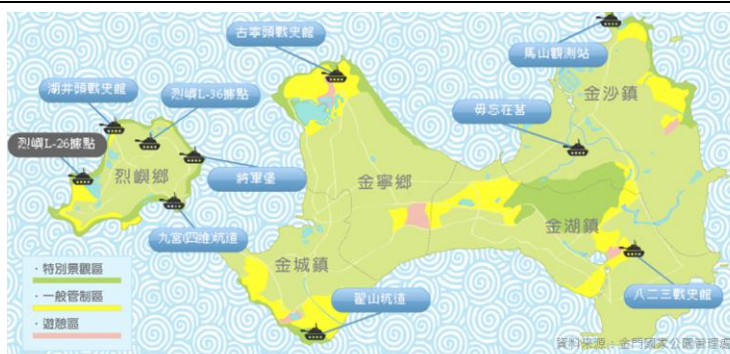 古寧頭戰史館
馬山觀測站
湖井頭戰史館
烈嶼L-36據點
金沙鎮
毋忘在莒
烈嶼L-26據點
烈嶼鄉
將軍堡
金寧鄉
九宮(四維)坑道
金湖鎮
金城鎮
特別景觀區
一般管制區
遊憩區
翟山坑道
八二三戰史館
資料來源：金門國家公園管理處